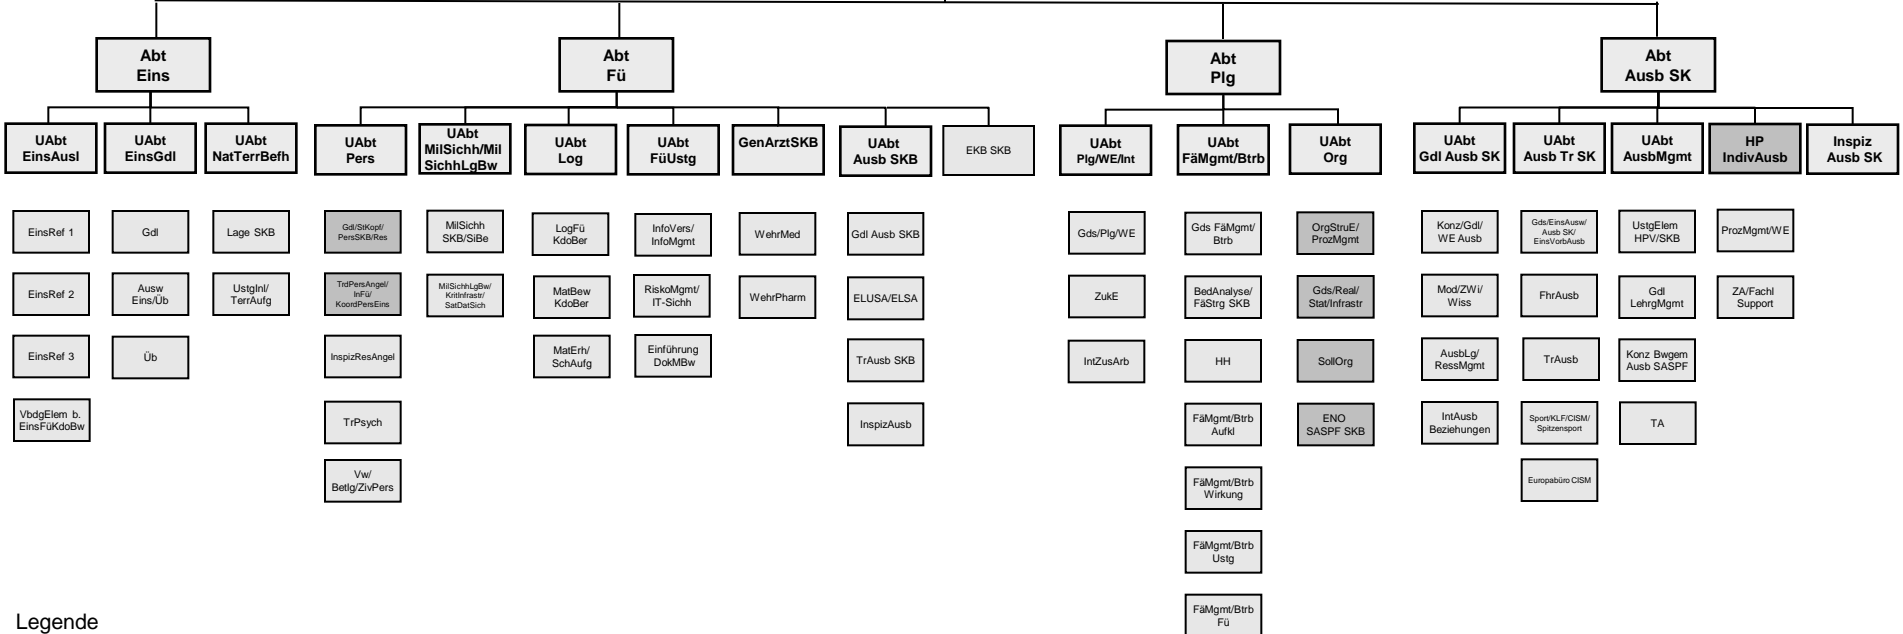 Abt
Eins
Abt
Fü
Abt
Plg
Abt
Ausb SK
UAbt
EinsAusl
UAbt
EinsGdl
UAbt
NatTerrBefh
UAbt
Pers
UAbt
MilSichh/Mil
SichhLgBw
UAbt
Log
UAbt
FüUstg
GenArztSKB
UAbt
Ausb SKB
EKB SKB
UAbt
Plg/WE/Int
UAbt
FäMgmt/Btrb
UAbt
Org
UAbt
Gdl Ausb SK
UAbt
Ausb Tr SK
UAbt
AusbMgmt
HP
IndivAusb
Inspiz
Ausb SK
EinsRef 1
EinsRef 2
EinsRef 3
VbdgElem b.
EinsFüKdoBw
Gdl
Ausw
Eins/Üb
Üb
Lage SKB
UstgInl/
TerrAufg
Gdl/StKopf/
PersSKB/Res
TrdPersAngel/
InFü/
KoordPersEins
InspizResAngel
TrPsych
Vw/
Betlg/ZivPers
MilSichh
SKB/SiBe
MilSichhLgBw/
KritInfrastr/
SatDatSich
LogFü
KdoBer
MatBew
KdoBer
MatErh/
SchAufg
InfoVers/
InfoMgmt
RiskoMgmt/
IT-Sichh
Einführung
DokMBw
WehrMed
WehrPharm
Gdl Ausb SKB
ELUSA/ELSA
TrAusb SKB
InspizAusb
Gds/Plg/WE
ZukE
IntZusArb
Gds FäMgmt/
Btrb
BedAnalyse/
FäStrg SKB
HH
FäMgmt/Btrb
Aufkl
FäMgmt/Btrb
Wirkung
FäMgmt/Btrb
Ustg
FäMgmt/Btrb
Fü
OrgStruE/
ProzMgmt
Gds/Real/
Stat/Infrastr
SollOrg
ENO
SASPF SKB
Konz/Gdl/
WE Ausb
Mod/ZWi/
Wiss
AusbLg/
RessMgmt
IntAusb
Beziehungen
Gds/EinsAusw/
Ausb SK/
EinsVorbAusb
FhrAusb
TrAusb
Sport/KLF/CISM/
Spitzensport
Europabüro CISM
UstgElem
HPV/SKB
Gdl
LehrgMgmt
Konz Bwgem
Ausb SASPF
TA
ProzMgmt/WE
ZA/Fachl
Support
Legende